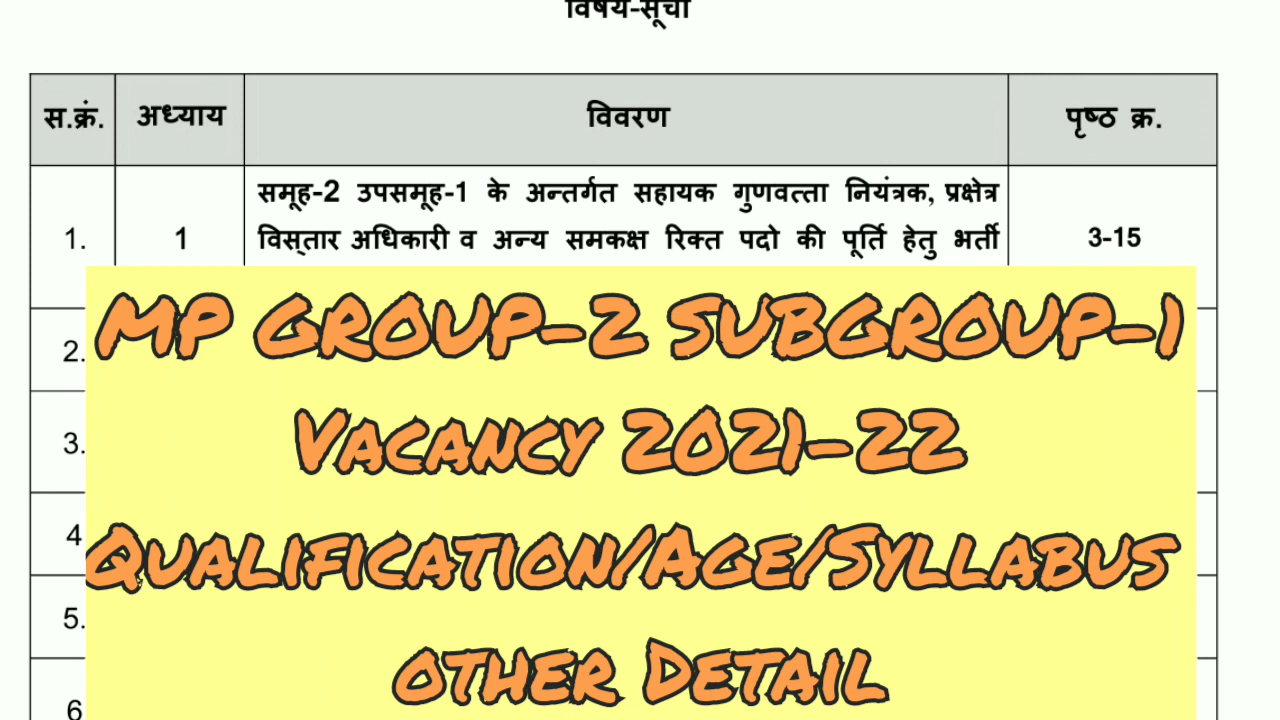 विषय-सूची
स.क्रं. अध्याय विवरण पृष्ठ क्र.
समूह-2 उपसमूह-1 के अन्तर्गत सहायक गुणवत्ता नियंत्रक, प्रक्षेत्र
1. 1 विस्तार अधिकारी व अन्य समकक्ष रिक्त पदो की पूर्ति हेतु भर्ती 3-15
2.
3.
4
5.
6
MP GROUP-2 SUBGROUP-1
VACANCY 2021-22
QUALIFICATION/AGE/SYLLABUS
OTHER DETAIL